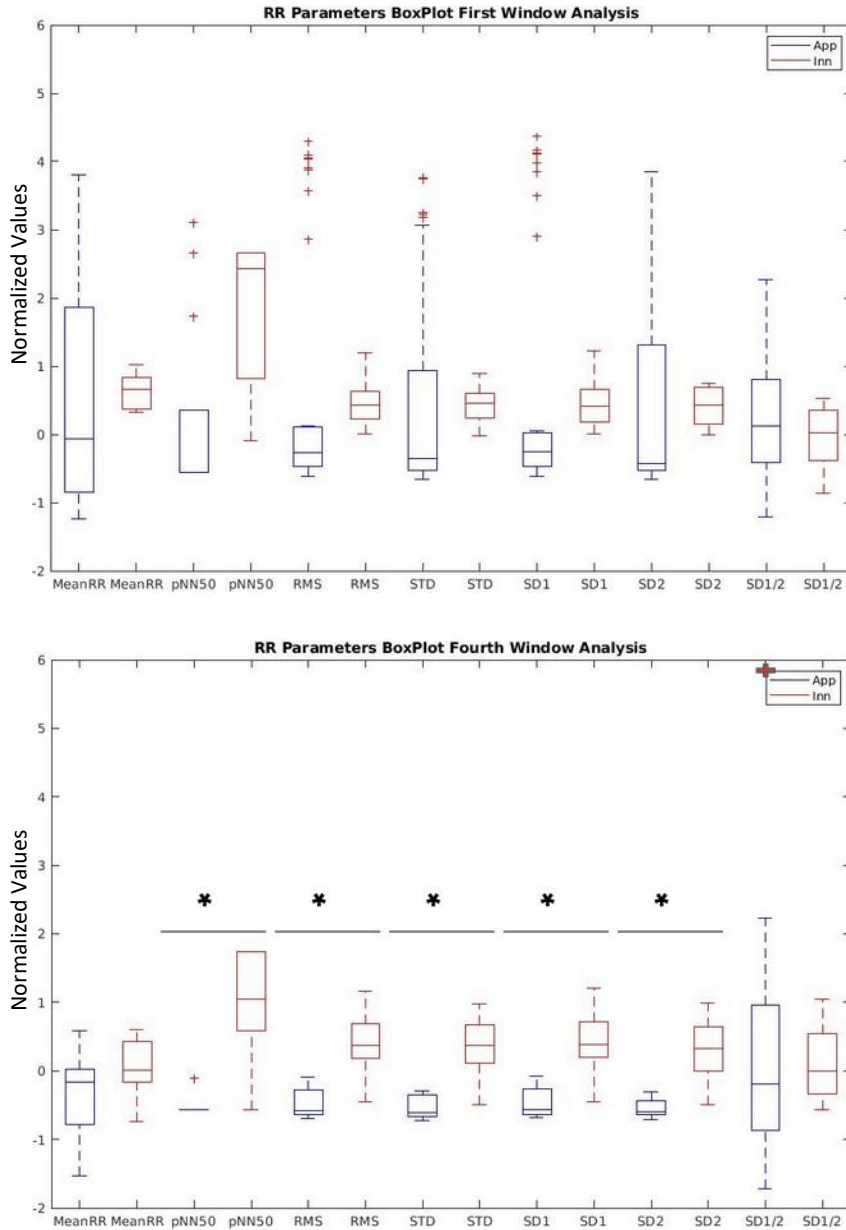 RR Parameters BoxPlot First Window Analysis
6
App
Inn
5
4
3
2
1
0
-1
-2
Normalized Values
MeanRR MeanRR pNN50 pNN50 RMS RMS STD STD SD1 SD1 SD2 SD2 SD1/2 SD1/2
RR Parameters BoxPlot Fourth Window Analysis
6
App
Inn
5
4
3
2
1
0
-1
-2
Normalized Values
* * * * *
MeanRR MeanRR pNN50 pNN50 RMS RMS STD STD SD1 SD1 SD2 SD2 SD1/2 SD1/2